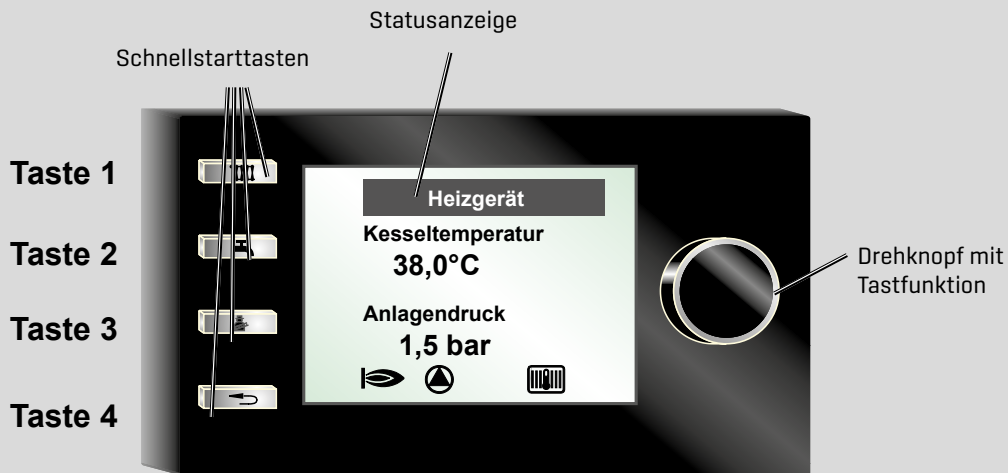 Statusanzeige
Schnellstarttasten
Taste 1
Taste 2
Taste 3
Taste 4
Heizgerät
Kesseltemperatur
38,0°C
Anlagendruck
1,5 bar
Drehknopf mit
Tastfunktion